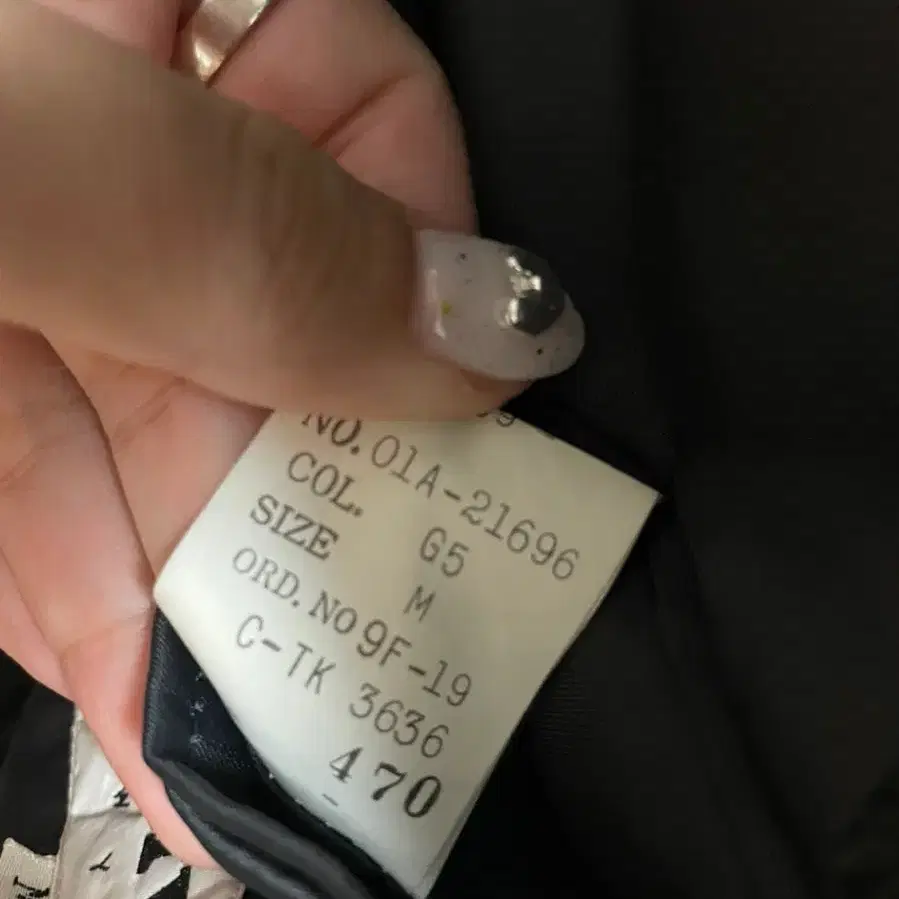 NO. 01A-21696
COL. G5
SIZE M
ORD. NO 9F-19
C-TK 3636
470